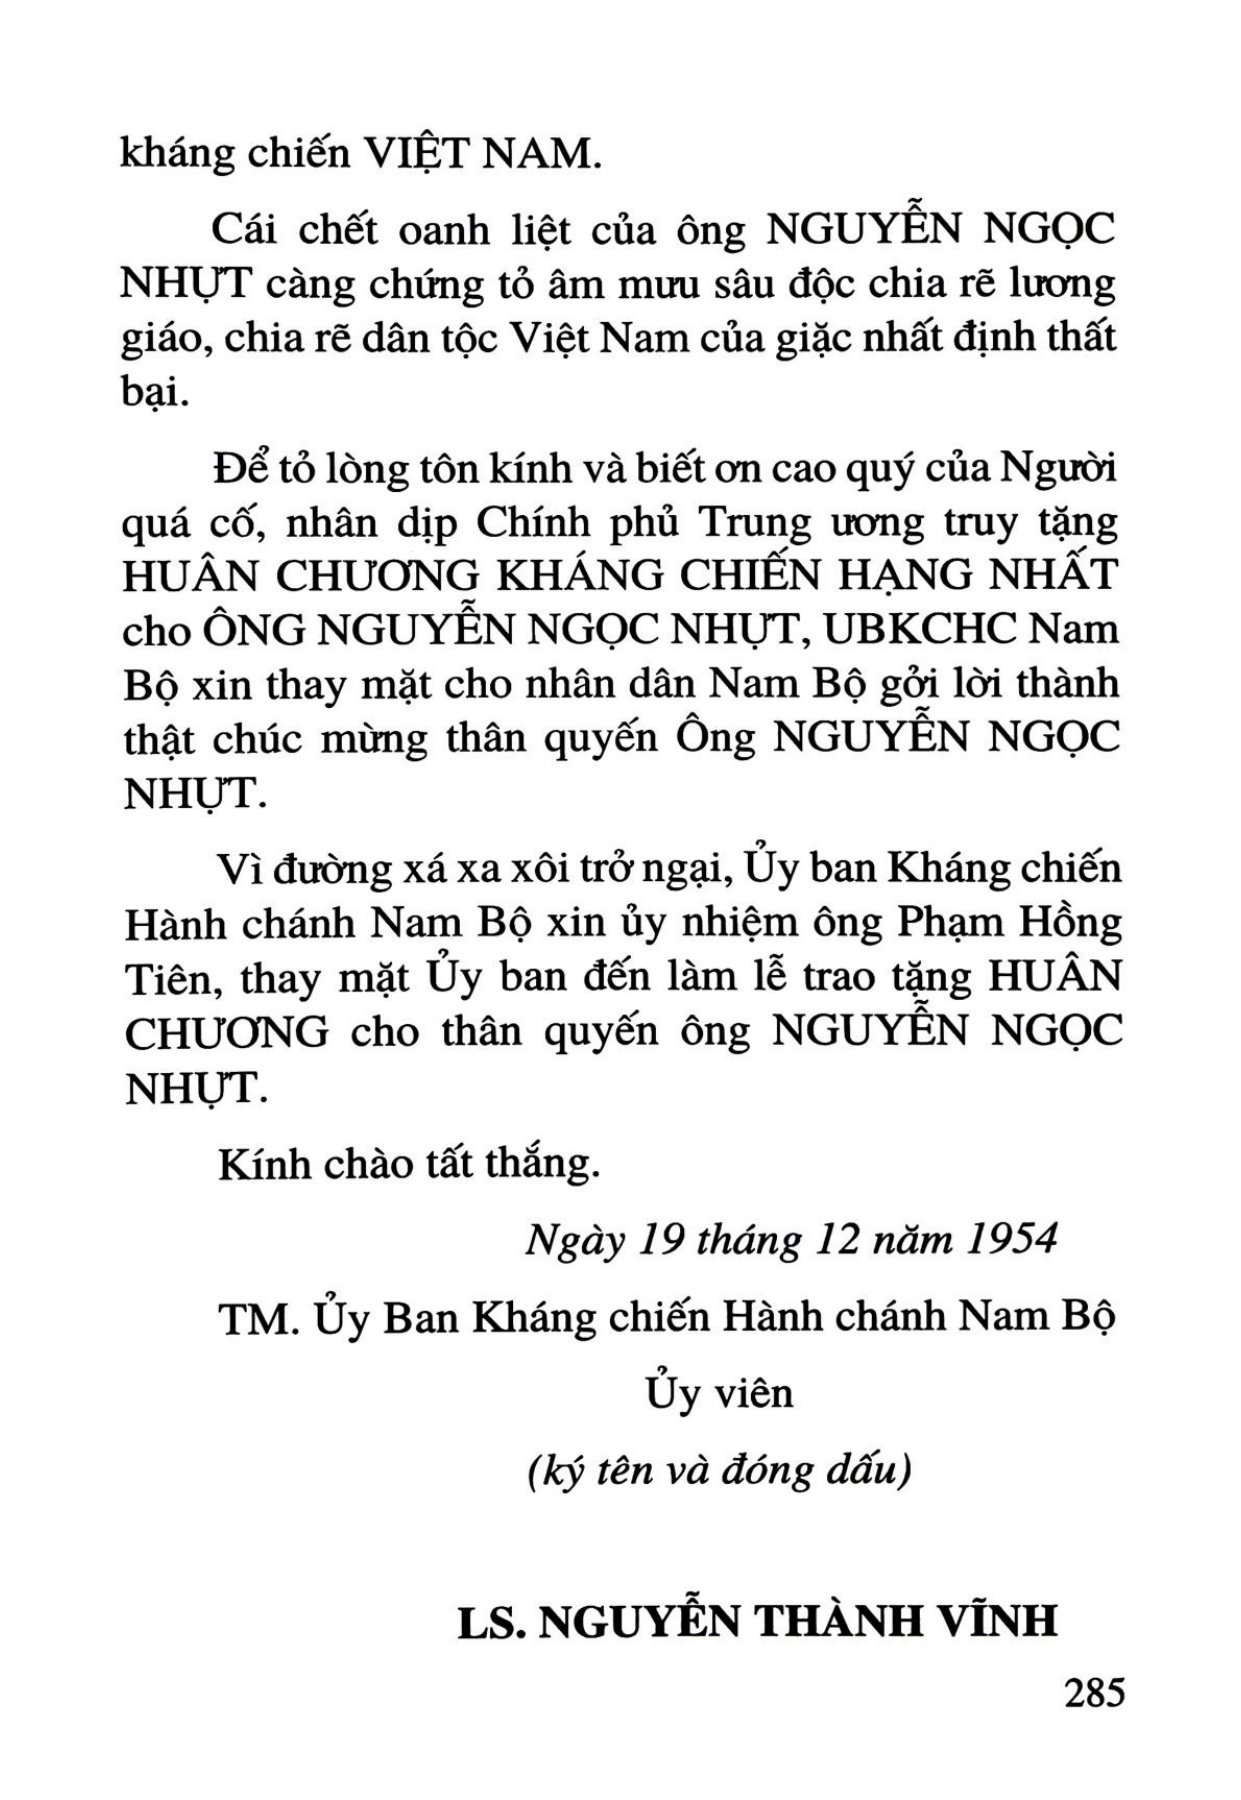 kháng chiến VIỆT NAM.
Cái chết oanh liệt của ông NGUYỄN NGỌC
NHỰT càng chứng tỏ âm mưu sâu độc chia rẽ lương
giáo, chia rẽ dân tộc Việt Nam của giặc nhất định thất
bại.
Để tỏ lòng tôn kính và biết ơn cao quý của Người
quá cố, nhân dịp Chính phủ Trung ương truy tặng
HUÂN CHƯƠNG KHÁNG CHIẾN HẠNG NHẤT
cho ÔNG NGUYỄN NGỌC NHỰT, UBKCHC Nam
Bộ xin thay mặt cho nhân dân Nam Bộ gởi lời thành
thật chúc mừng thân quyến Ông NGUYỄN NGỌC
NHỰT.
Vì đường xá xa xôi trở ngại, Ủy ban Kháng chiến
Hành chánh Nam Bộ xin ủy nhiệm ông Phạm Hồng
Tiên, thay mặt Ủy ban đến làm lễ trao tặng HUÂN
CHƯƠNG cho thân quyến ông NGUYỄN NGỌC
NHỰT.
Kính chào tất thắng.
Ngày 19 tháng 12 năm 1954
TM. Ủy Ban Kháng chiến Hành chánh Nam Bộ
Ủy viên
(ký tên và đóng dấu)
LS. NGUYỄN THÀNH VĨNH
285